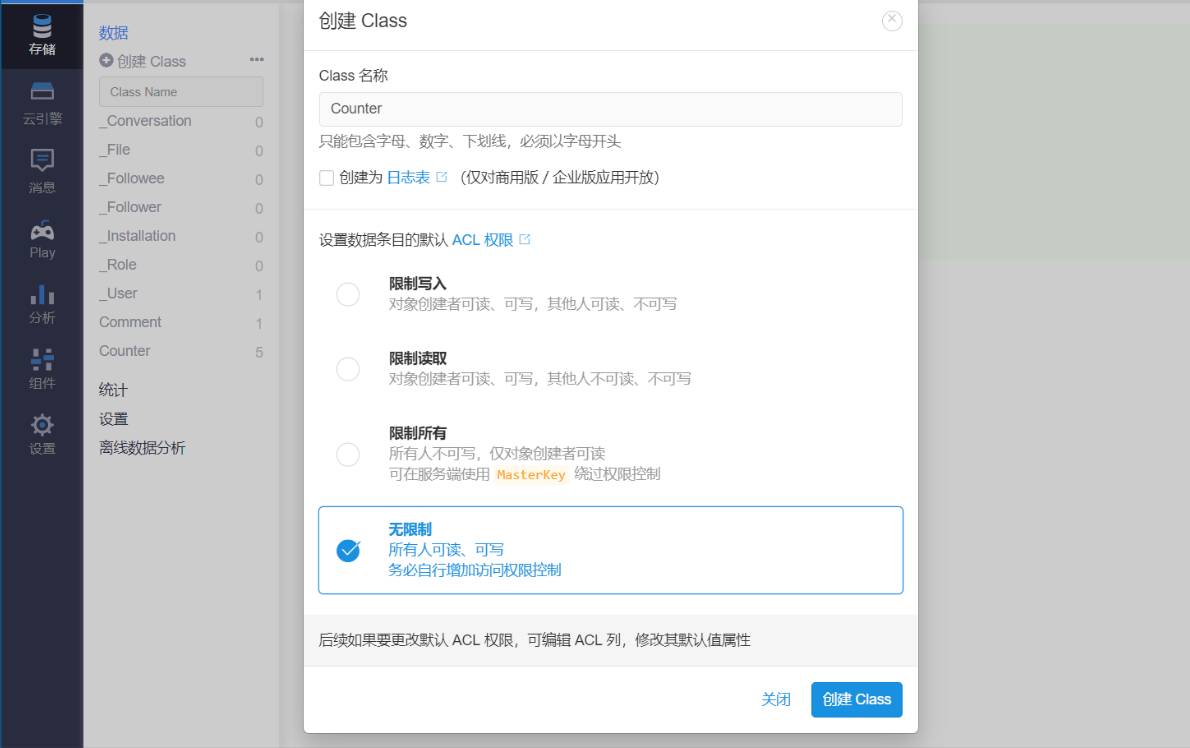 存储
云引擎
消息
Play
分析
组件
设置
数据
创建 Class
Class Name
_Conversation 0
_File 0
_Followee 0
_Follower 0
_Installation 0
_Role 0
_User 1
Comment 1
Counter 5
统计
设置
离线数据分析
创建 Class
Class 名称
Counter
只能包含字母、数字、下划线，必须以字母开头
创建为 日志表 （仅对商用版 / 企业版应用开放）
设置数据条目的默认 ACL 权限
限制写入
对象创建者可读、可写，其他人可读、不可写
限制读取
对象创建者可读、可写，其他人不可读、不可写
限制所有
所有人不可写，仅对象创建者可读
可在服务端使用 MasterKey 绕过权限控制
无限制
所有人可读、可写
务必自行增加访问权限控制
后续如果要更改默认 ACL 权限，可编辑 ACL 列，修改其默认值属性
关闭
创建 Class